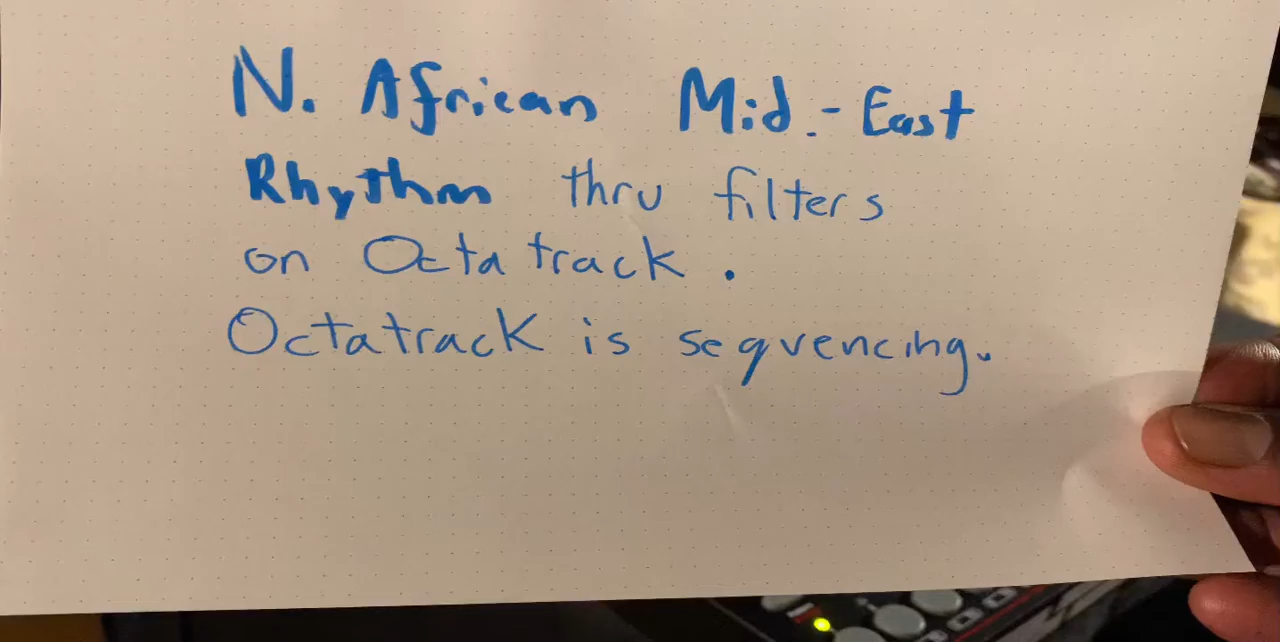 N. African Mid.-East
Rhythm thru filters
on Octatrack.
Octatrack is sequencing.